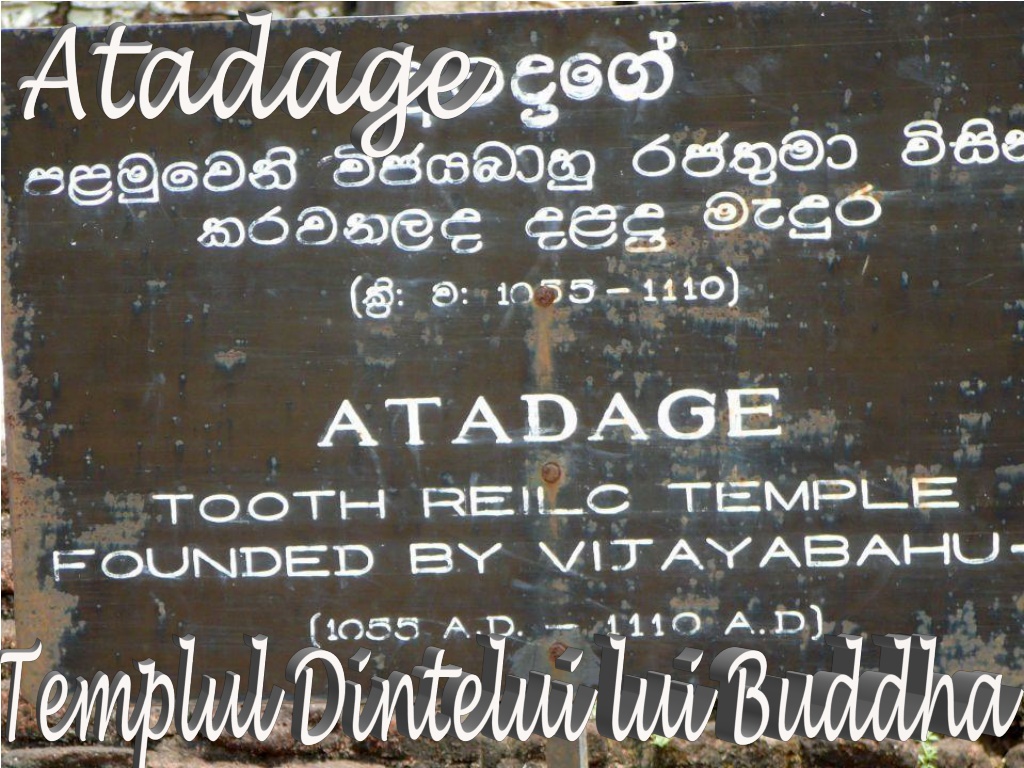 Atadage
පළමුවෙනි විජයබාහු රජතුමා
කරවනලද දළදා මැදුර
(ක්‍රි: ව: 1055-1110)
ATADAGE
TOOTH REILC TEMPLE
FOUNDED BY VIJAYABAHU-
(1055 A.D. - 1110 A.D)
Templul Dintelui lui Buddha